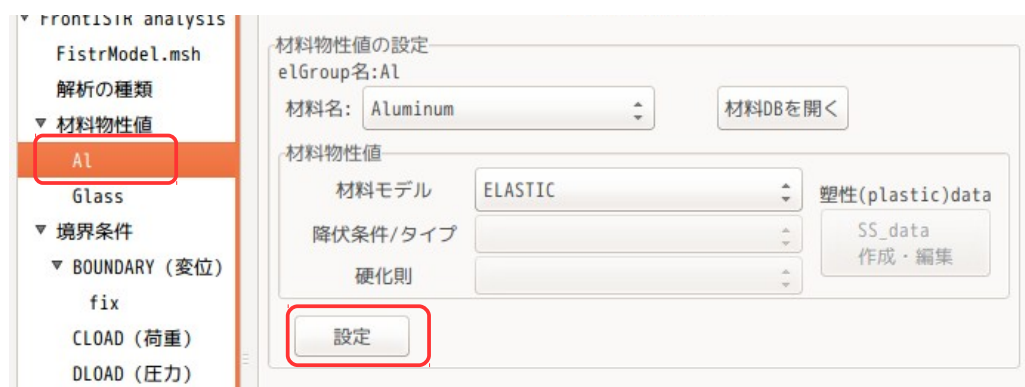 FrontISTR analysis
FistrModel.msh
解析の種類
材料物性値
Al
Glass
境界条件
BOUNDARY (変位)
fix
CLOAD (荷重)
DLOAD (圧力)
材料物性値の設定
elGroup名:Al
材料名: Aluminum 材料DBを開く
材料物性値
材料モデル ELASTIC 塑性(plastic)data
降伏条件/タイプ SS_data
作成・編集
硬化則
設定